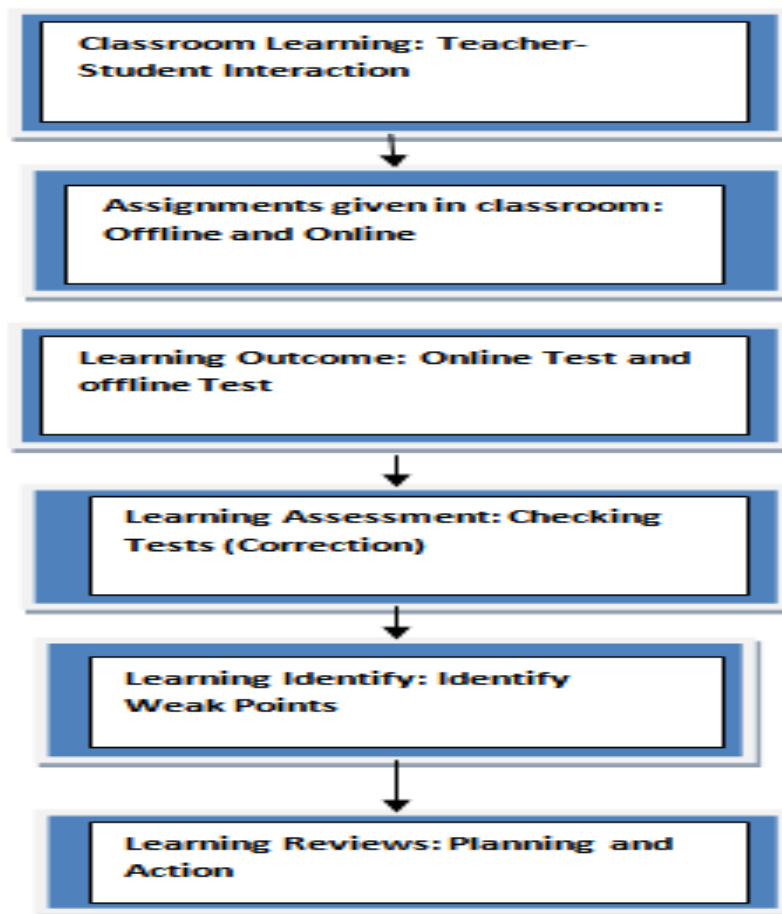 Classroom Learning: Teacher-
Student Interaction
Assignments given in classroom:
Offline and Online
Learning Outcome: Online Test and
offline Test
Learning Assessment: Checking
Tests (Correction)
Learning Identify: Identify
Weak Points
Learning Reviews: Planning and
Action